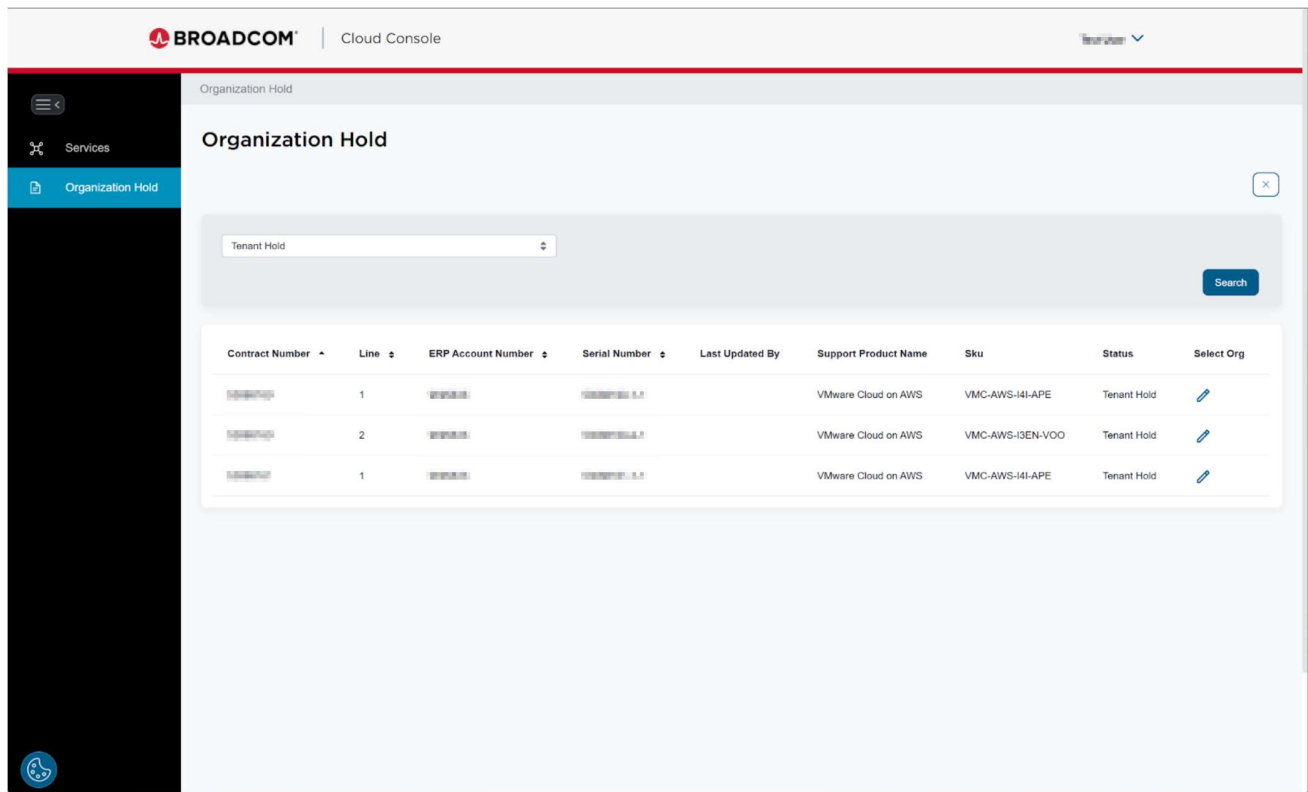 BROADCOM® Cloud Console
Organization Hold
Services
Organization Hold
Organization Hold
Tenant Hold
Search
Contract Number Line ERP Account Number Serial Number Last Updated By Support Product Name Sku Status Select Org
1 VMware Cloud on AWS VMC-AWS-I4I-APE Tenant Hold
2 VMware Cloud on AWS VMC-AWS-I3EN-VOO Tenant Hold
1 VMware Cloud on AWS VMC-AWS-I4I-APE Tenant Hold